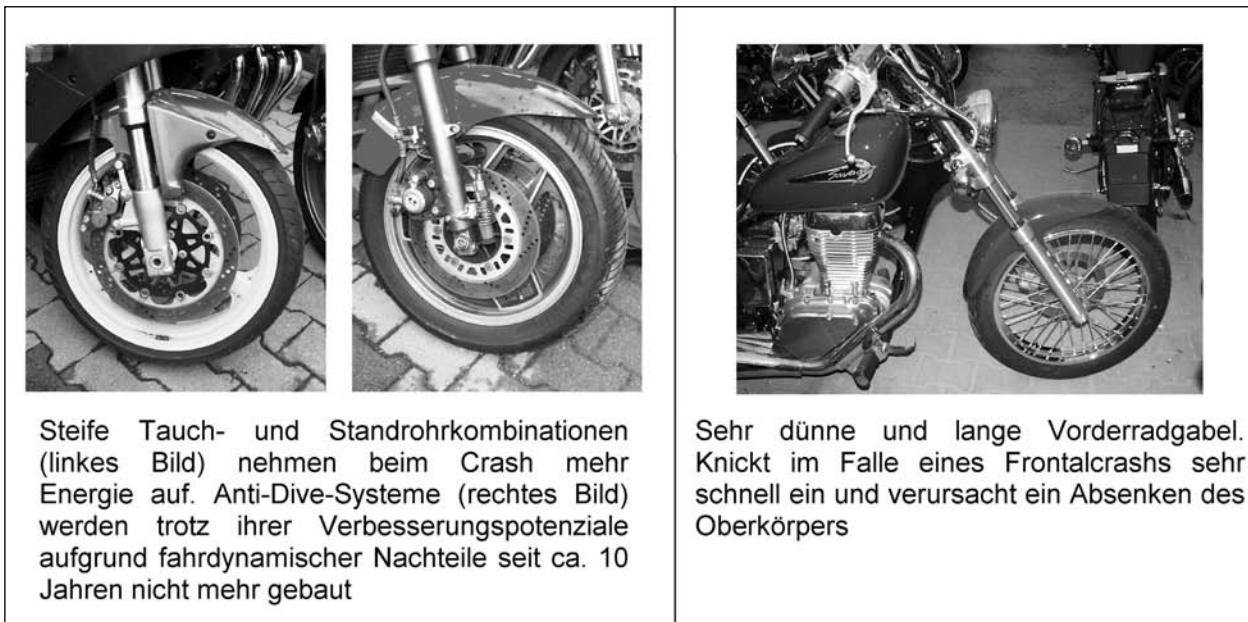 Steife Tauch- und Standrohrkombinationen
(linkes Bild) nehmen beim Crash mehr
Energie auf. Anti-Dive-Systeme (rechtes Bild)
werden trotz ihrer Verbesserungspotenziale
aufgrund fahrdynamischer Nachteile seit ca. 10
Jahren nicht mehr gebaut
Savage
Sehr dünne und lange Vorderradgabel.
Knickt im Falle eines Frontalcrashs sehr
schnell ein und verursacht ein Absenken des
Oberkörpers